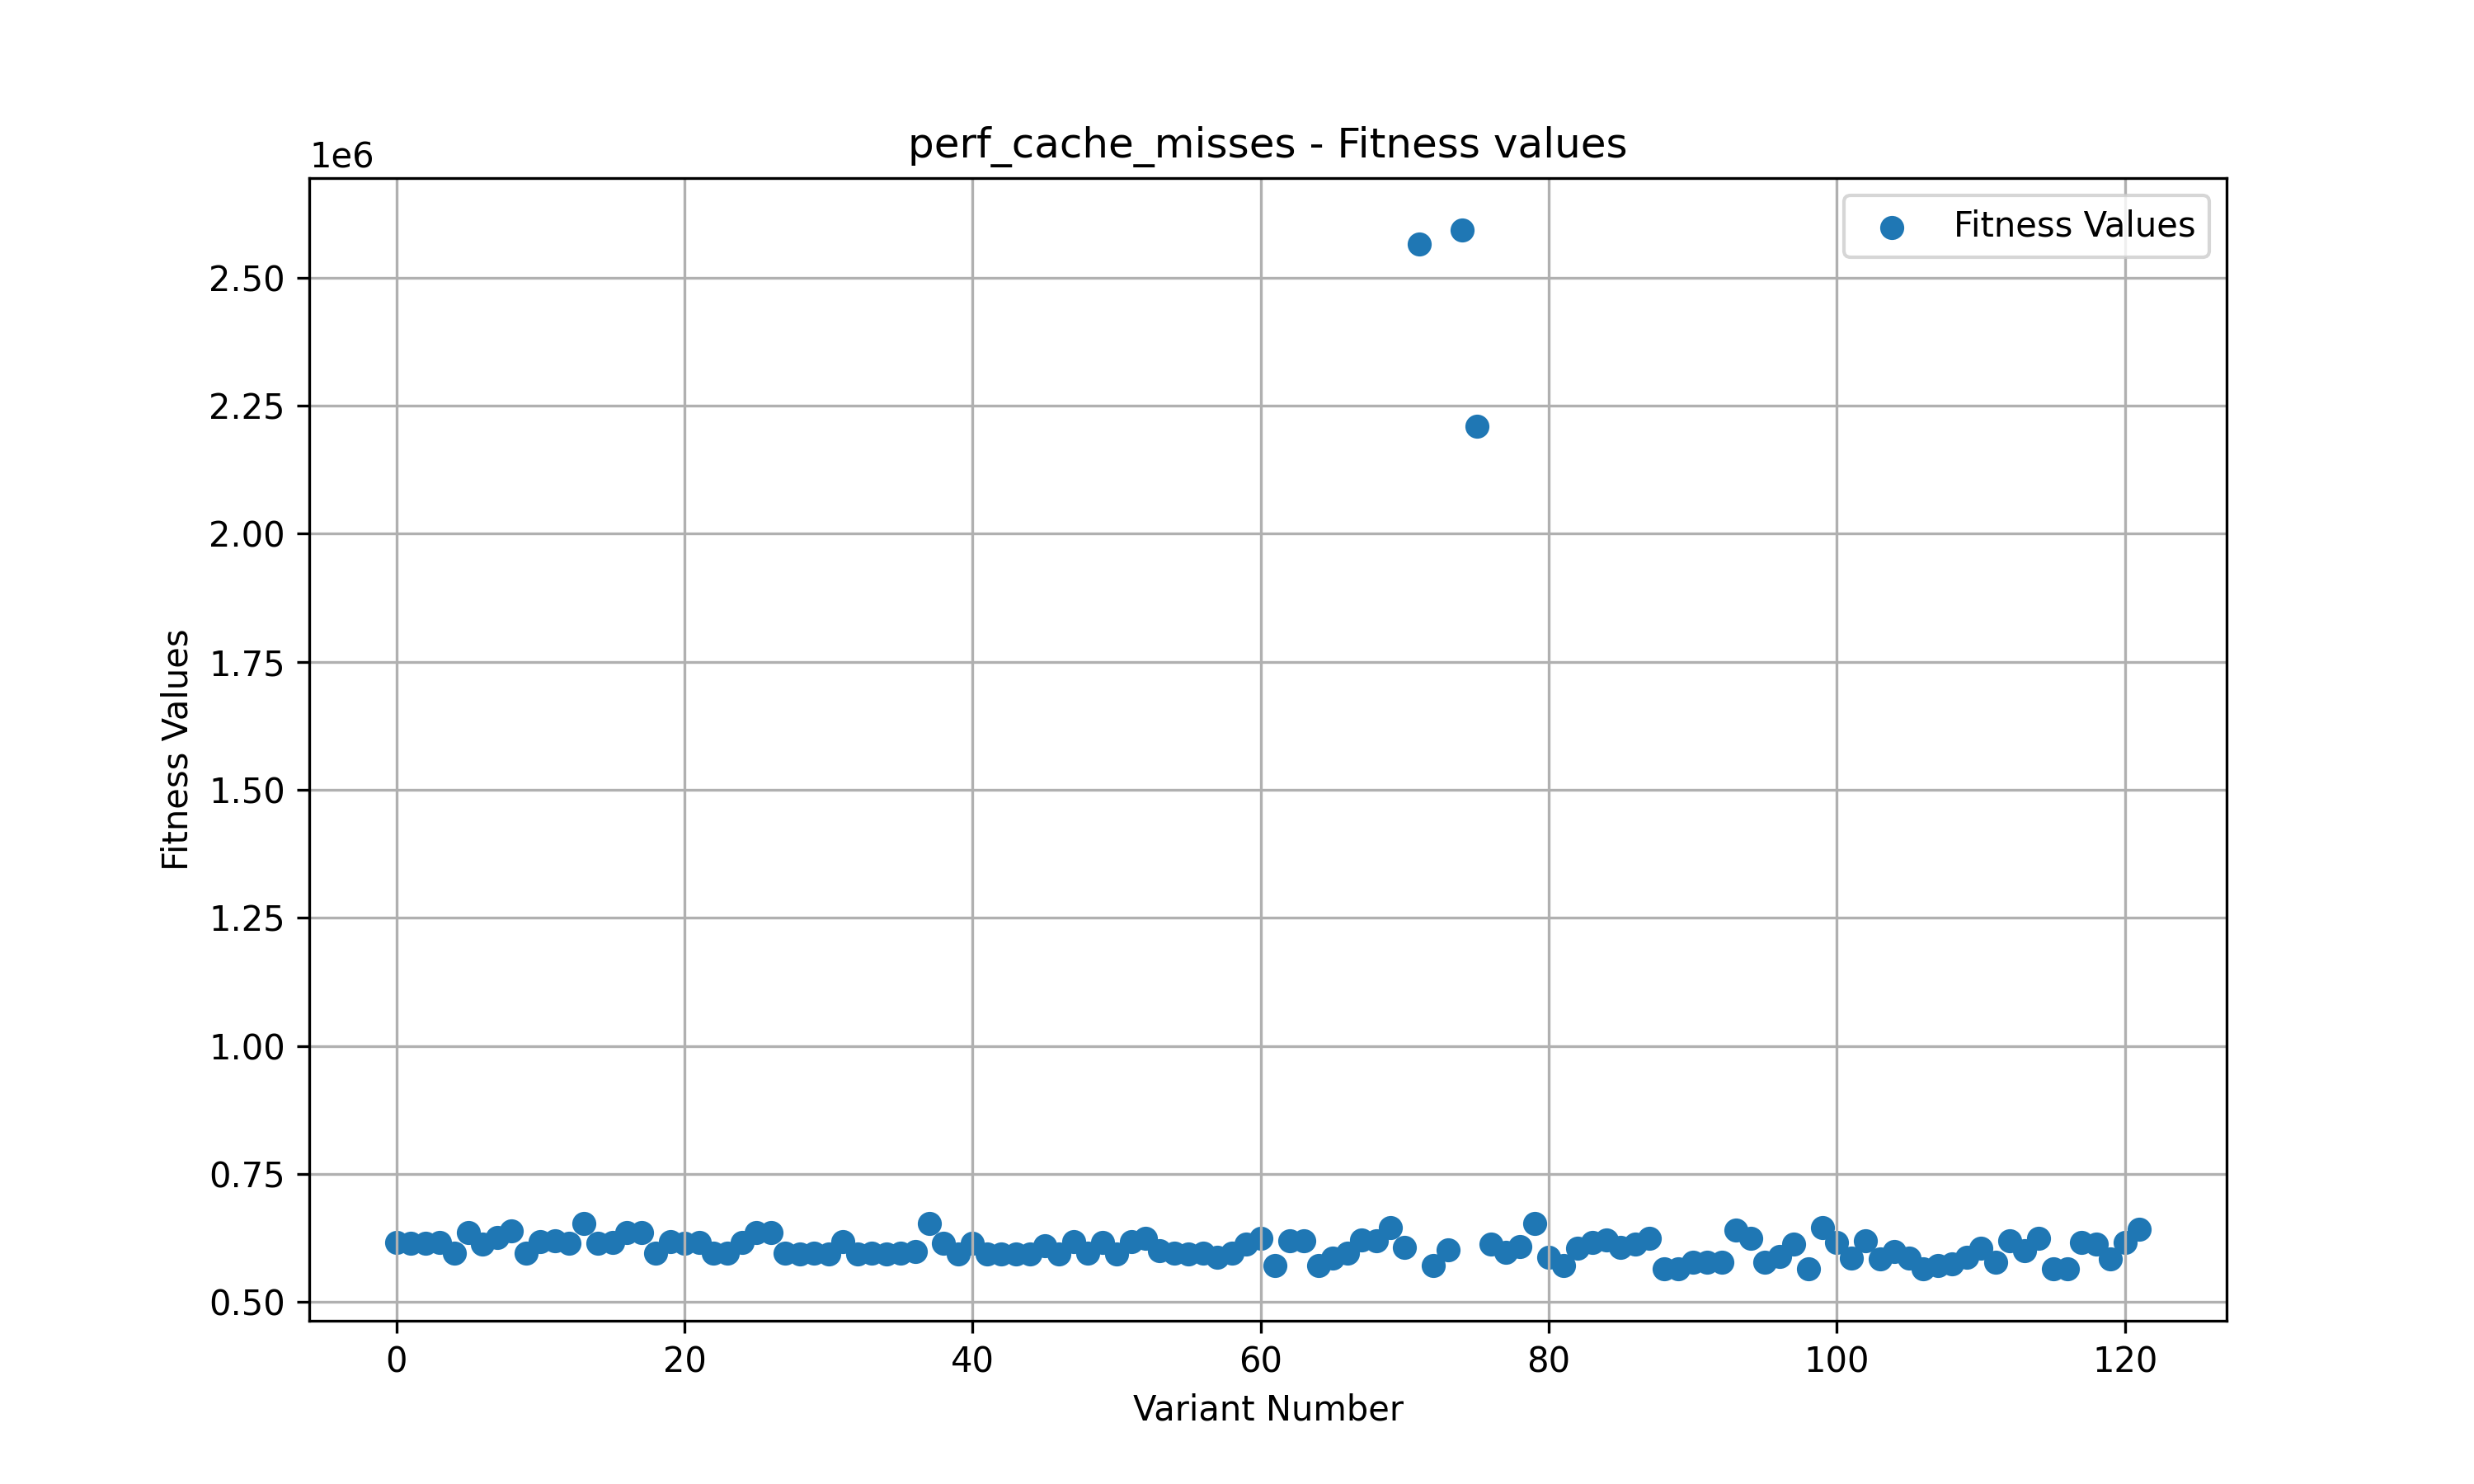 perf_cache_misses - Fitness values
1e6
Fitness Values
2.50
2.25
2.00
1.75
1.50
1.25
1.00
0.75
0.50
Fitness Values
0 20 40 60 80 100 120
Variant Number